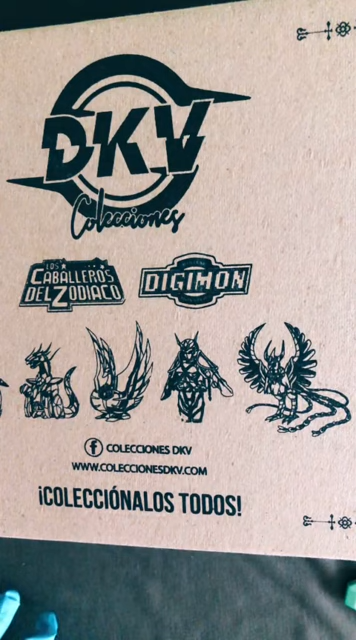 DKV
Colecciones
LOS
CABALLEROS
DEL ZODIACO
DIGIMON
COLECCIONES DKV
WWW.COLECCIONESDKV.COM
¡COLECCIÓNALOS TODOS!